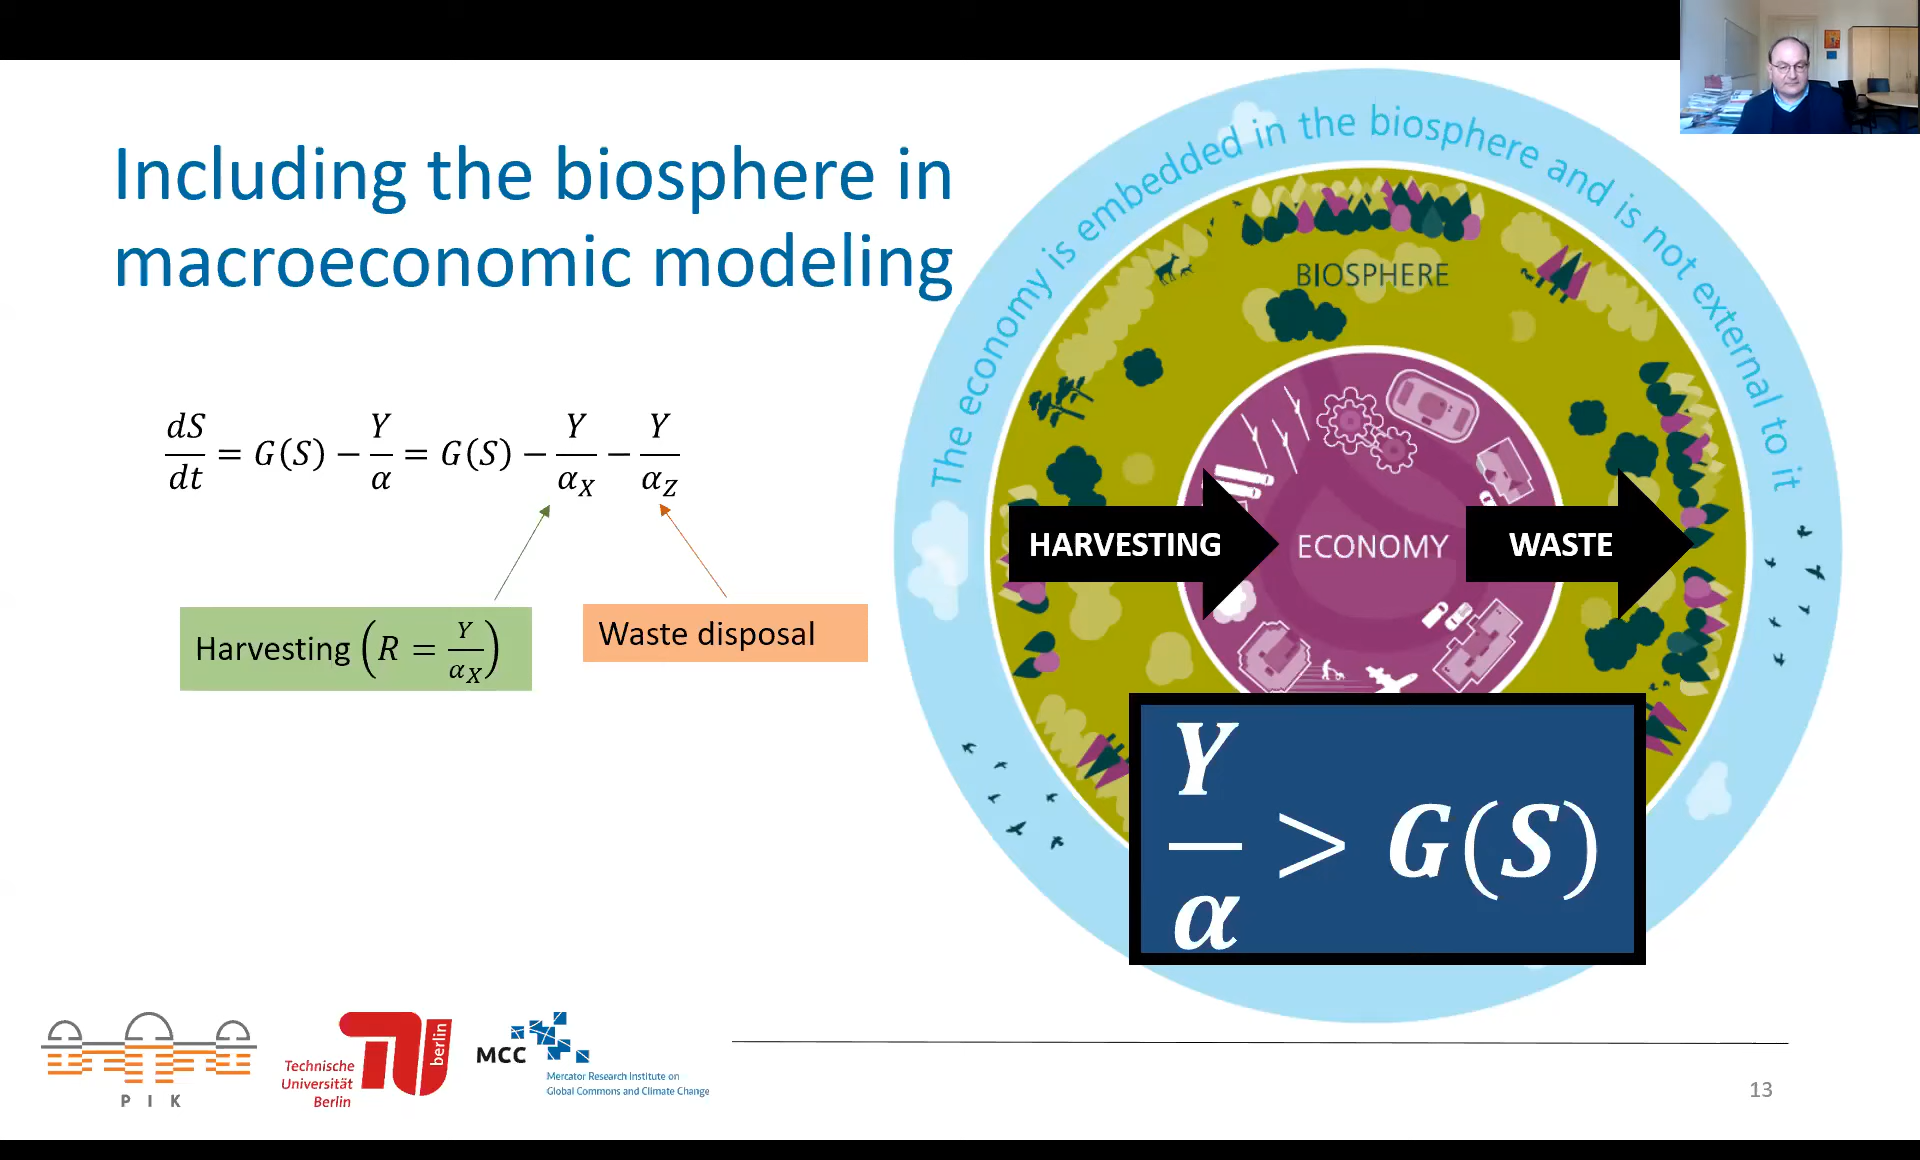 Including the biosphere in
macroeconomic modeling
dS/dt = G(S) − Y/α = G(S) − Y/α_X − Y/α_Z
Harvesting (R = Y/α_X)
Waste disposal
The economy is embedded in the biosphere and is not external to it
BIOSPHERE
HARVESTING
ECONOMY
WASTE
Y/α > G(S)
P I K
Technische
Universität
Berlin
berlin
MCC
Mercator Research Institute on
Global Commons and Climate Change
13